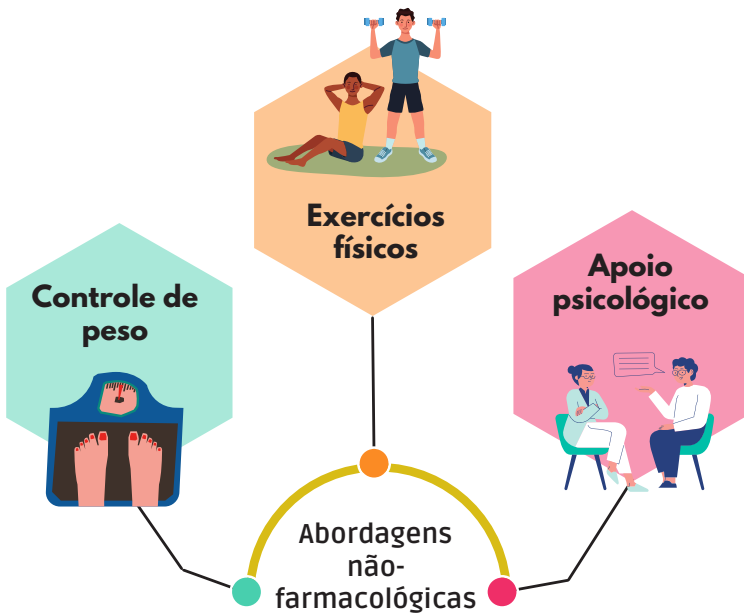 Exercícios
físicos
Controle de
peso
Apoio
psicológico
Abordagens
não-
farmacológicas